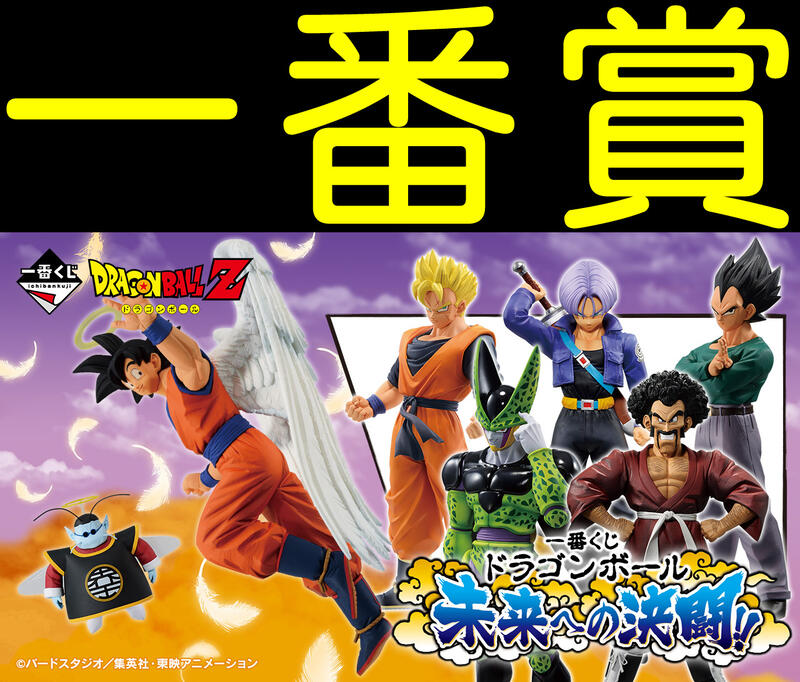 一番賞
一番くじ
ichibankuji
DRAGONBALL Z
ドラゴンボール
一番くじ
ドラゴンボール
未来への決闘!!
©バードスタジオ/集英社・東映アニメーション